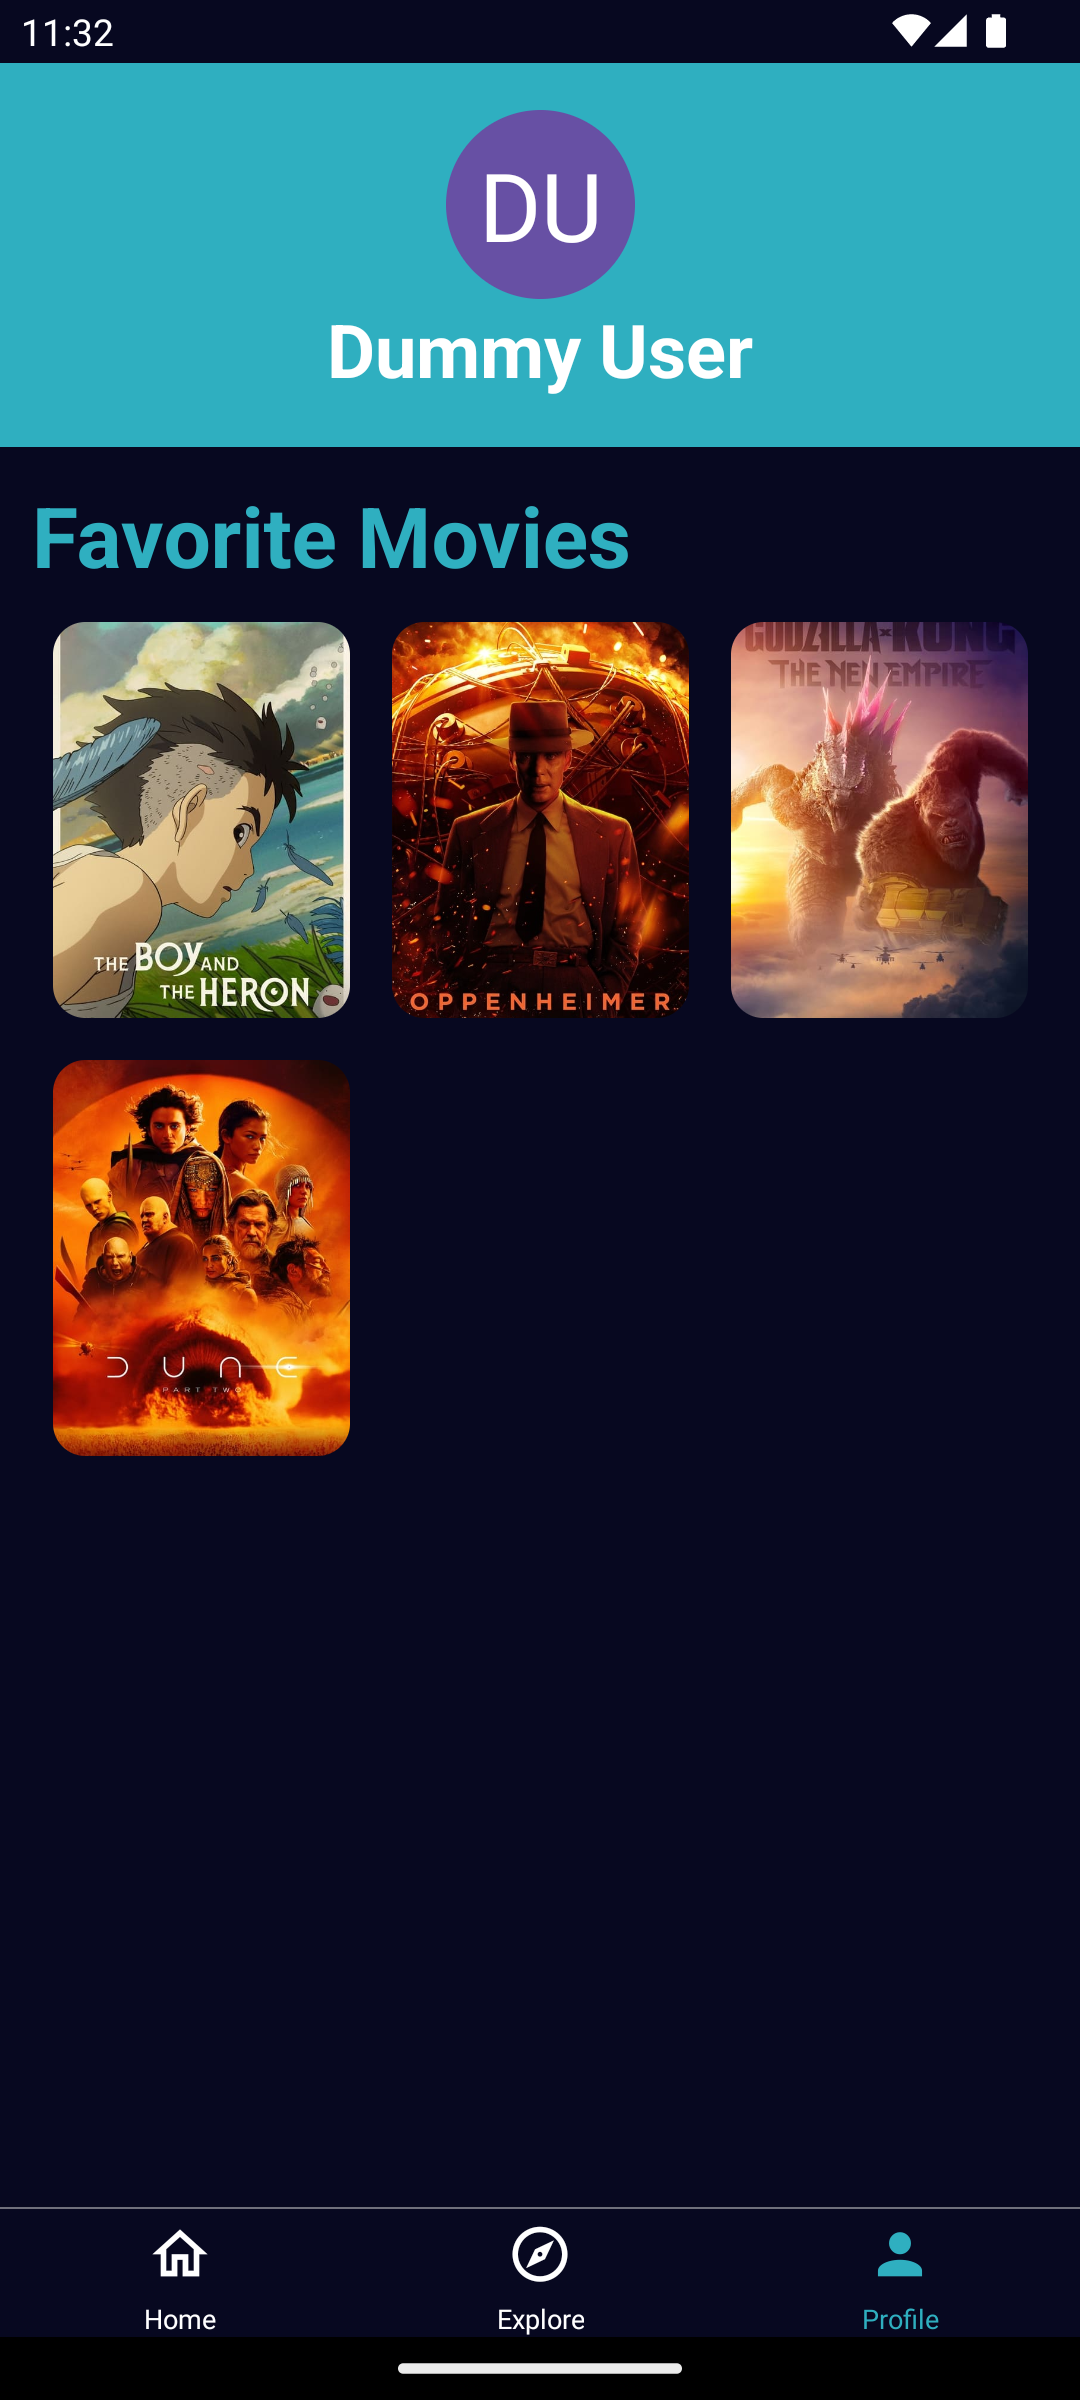 11:32
DU
Dummy User
Favorite Movies
THE BOY AND
THE HERON
OPPENHEIMER
GODZILLA x KONG
THE NEW EMPIRE
DUNE
PART TWO
Home
Explore
Profile